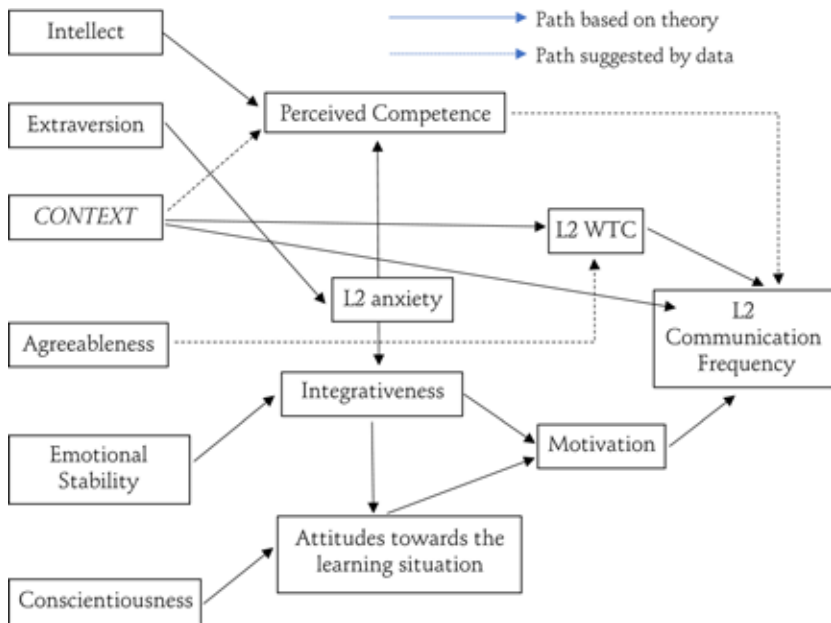 Intellect
Path based on theory
Path suggested by data
Extraversion
Perceived Competence
CONTEXT
L2 WTC
L2 anxiety
L2
Communication
Frequency
Agreeableness
Integrativeness
Emotional
Stability
Motivation
Attitudes towards the
learning situation
Conscientiousness